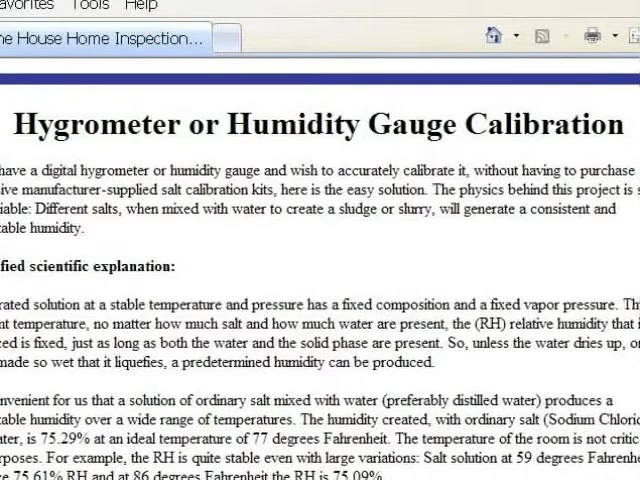 avorites Tools Help
he House Home Inspection...
Hygrometer or Humidity Gauge Calibration
have a digital hygrometer or humidity gauge and wish to accurately calibrate it, without having to purchase
ive manufacturer-supplied salt calibration kits, here is the easy solution. The physics behind this project is s
iable: Different salts, when mixed with water to create a sludge or slurry, will generate a consistent and
table humidity.
fied scientific explanation:
rated solution at a stable temperature and pressure has a fixed composition and a fixed vapor pressure. Th
nt temperature, no matter how much salt and how much water are present, the (RH) relative humidity that i
ced is fixed, just as long as both the water and the solid phase are present. So, unless the water dries up, or
made so wet that it liquefies, a predetermined humidity can be produced.
nvenient for us that a solution of ordinary salt mixed with water (preferably distilled water) produces a
table humidity over a wide range of temperatures. The humidity created, with ordinary salt (Sodium Chloric
ater, is 75.29% at an ideal temperature of 77 degrees Fahrenheit. The temperature of the room is not critic
rposes. For example, the RH is quite stable even with large variations: Salt solution at 59 degrees Fahrenhe
e 75.61% RH and at 86 degrees Fahrenheit the RH is 75.09%